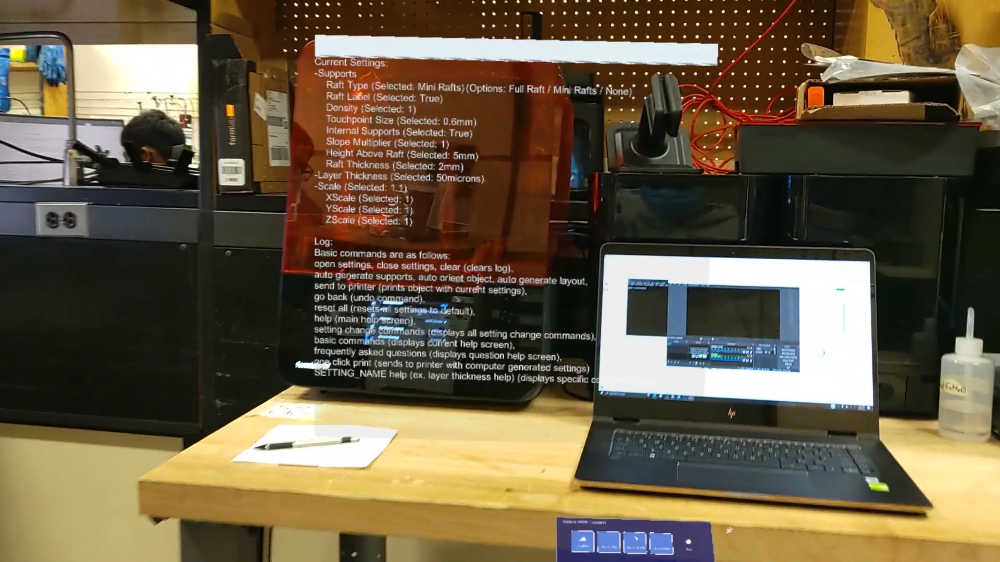 Current Settings:
-Supports
Raft Type (Selected: Mini Rafts)(Options: Full Raft / Mini Rafts / None)
Raft Label (Selected: True)
Density (Selected: 1)
Touchpoint Size (Selected: 0.6mm)
Internal Supports (Selected: True)
Slope Multiplier (Selected: 1)
Height Above Raft (Selected: 5mm)
Raft Thickness (Selected: 2mm)
-Layer Thickness (Selected: 50microns)
-Scale (Selected: 1.1)
XScale (Selected: 1)
YScale (Selected: 1)
ZScale (Selected: 1)
Log:
Basic commands are as follows:
open settings, close settings, clear (clears log),
auto generate supports, auto orient object, auto generate layout,
send to printer (prints object with current settings),
go back (undo command),
reset all (resets all settings to default),
help (main help screen),
setting change commands (displays all setting change commands),
basic commands (displays current help screen),
frequently asked questions (displays question help screen),
one click print (sends to printer with computer generated settings)
SETTING_NAME help (ex. layer thickness help) (displays specific
formlabs
hp